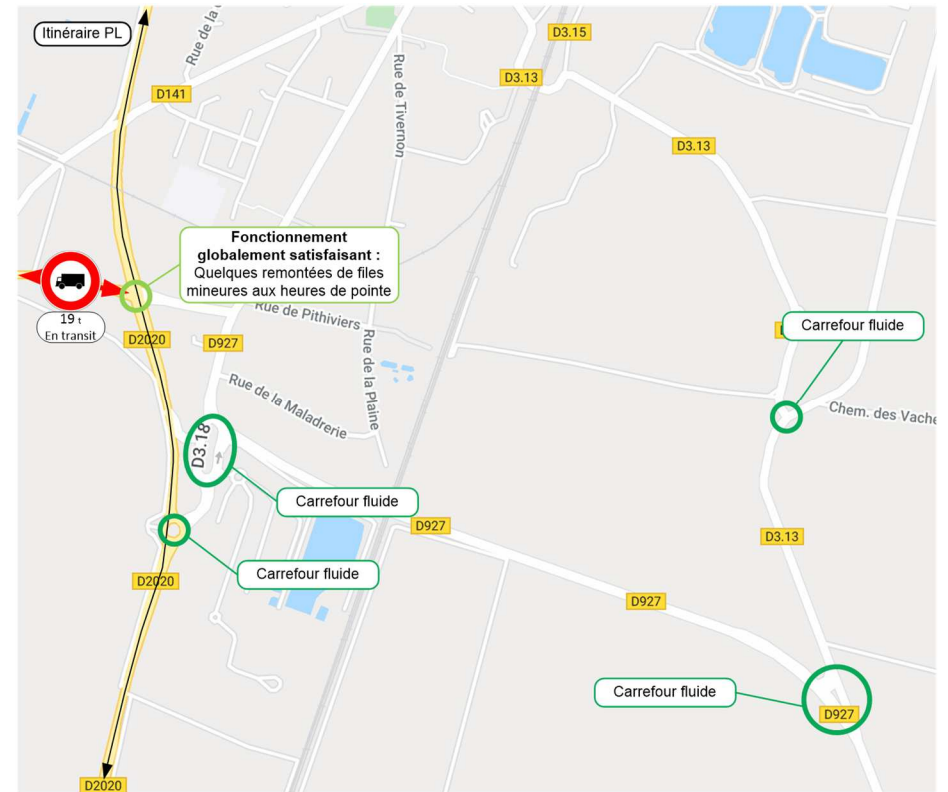 Itinéraire PL
Rue de la
D3.15
D3.13
D141
Rue de Tivernon
D3.13
Fonctionnement
globalement satisfaisant :
Quelques remontées de files
mineures aux heures de pointe
19 t
En transit
Rue de Pithiviers
D2020
D927
Rue de la Plaine
Carrefour fluide
Rue de la Maladrerie
Chem. des Vache
D3.18
Carrefour fluide
D927
D3.13
Carrefour fluide
D2020
D927
Carrefour fluide
D927
D2020